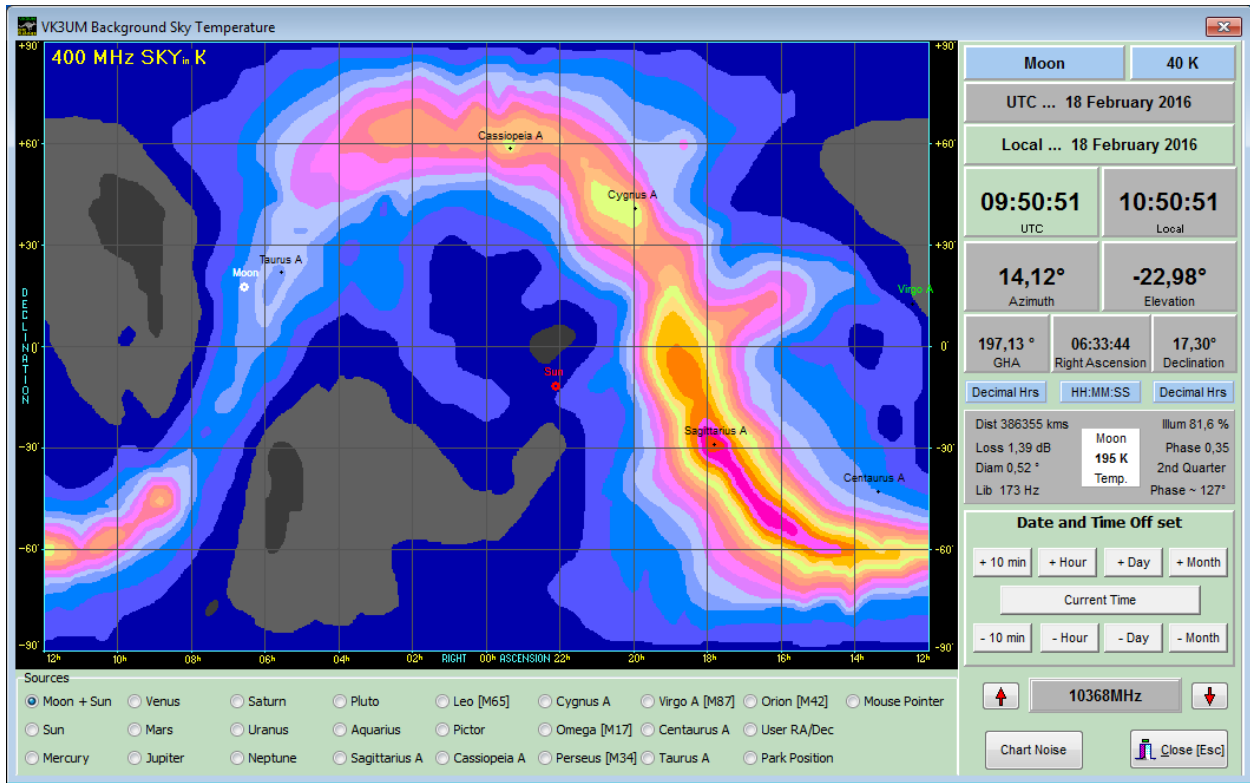 VK3UM Background Sky Temperature
400 MHz SKY in K
+90°
+60°
+30°
0°
-30°
-60°
-90°
DECLINATION
+90°
+60°
+30°
0°
-30°
-60°
-90°
Cassiopeia A
Cygnus A
Taurus A
Moon
Virgo A
Sun
Sagittarius A
Centaurus A
12h 10h 08h 06h 04h 02h RIGHT 00h ASCENSION 22h 20h 18h 16h 14h 12h
Moon 40 K
UTC ... 18 February 2016
Local ... 18 February 2016
09:50:51 10:50:51
UTC Local
14,12° -22,98°
Azimuth Elevation
197,13 ° 06:33:44 17,30°
GHA Right Ascension Declination
Decimal Hrs HH:MM:SS Decimal Hrs
Dist 386355 kms Illum 81,6 %
Loss 1,39 dB Moon Phase 0,35
Diam 0,52 ° 195 K 2nd Quarter
Lib 173 Hz Temp. Phase ~ 127°
Date and Time Off set
+ 10 min + Hour + Day + Month
Current Time
- 10 min - Hour - Day - Month
10368MHz
Chart Noise Close [Esc]
Sources
Moon + Sun Venus Saturn Pluto Leo [M65] Cygnus A Virgo A [M87] Orion [M42] Mouse Pointer
Sun Mars Uranus Aquarius Pictor Omega [M17] Centaurus A User RA/Dec
Mercury Jupiter Neptune Sagittarius A Cassiopeia A Perseus [M34] Taurus A Park Position